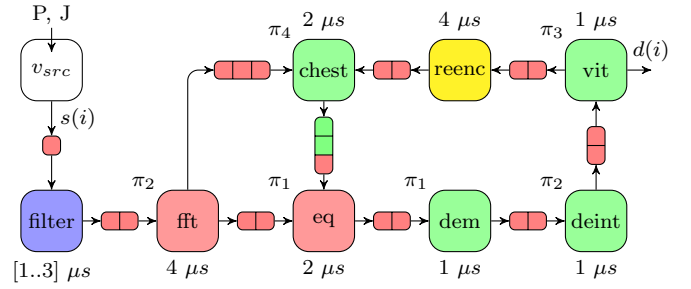 P, J
π4 2 μs 4 μs π3 1 μs
v_src chest reenc vit d(i)
s(i)
π2 π1 π1 π2
filter fft eq dem deint
[1..3] μs 4 μs 2 μs 1 μs 1 μs